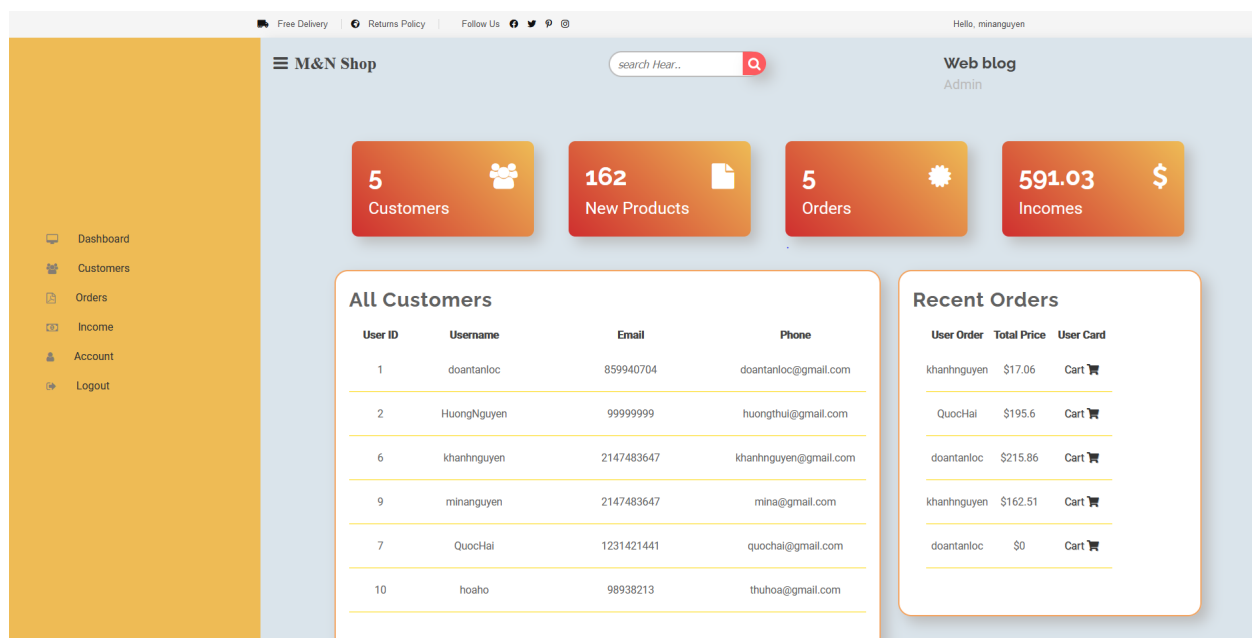 Free Delivery Returns Policy Follow Us Hello, minanguyen
M&N Shop search Hear.. Web blog
Admin
5 162 5 591.03
Customers New Products Orders Incomes
Dashboard
Customers
Orders
Income
Account
Logout
All Customers
User ID Username Email Phone
1 doantanloc 859940704 doantanloc@gmail.com
2 HuongNguyen 99999999 huongthui@gmail.com
6 khanhnguyen 2147483647 khanhnguyen@gmail.com
9 minanguyen 2147483647 mina@gmail.com
7 QuocHai 1231421441 quochai@gmail.com
10 hoaho 98938213 thuhoa@gmail.com
Recent Orders
User Order Total Price User Card
khanhnguyen $17.06 Cart
QuocHai $195.6 Cart
doantanloc $215.86 Cart
khanhnguyen $162.51 Cart
doantanloc $0 Cart